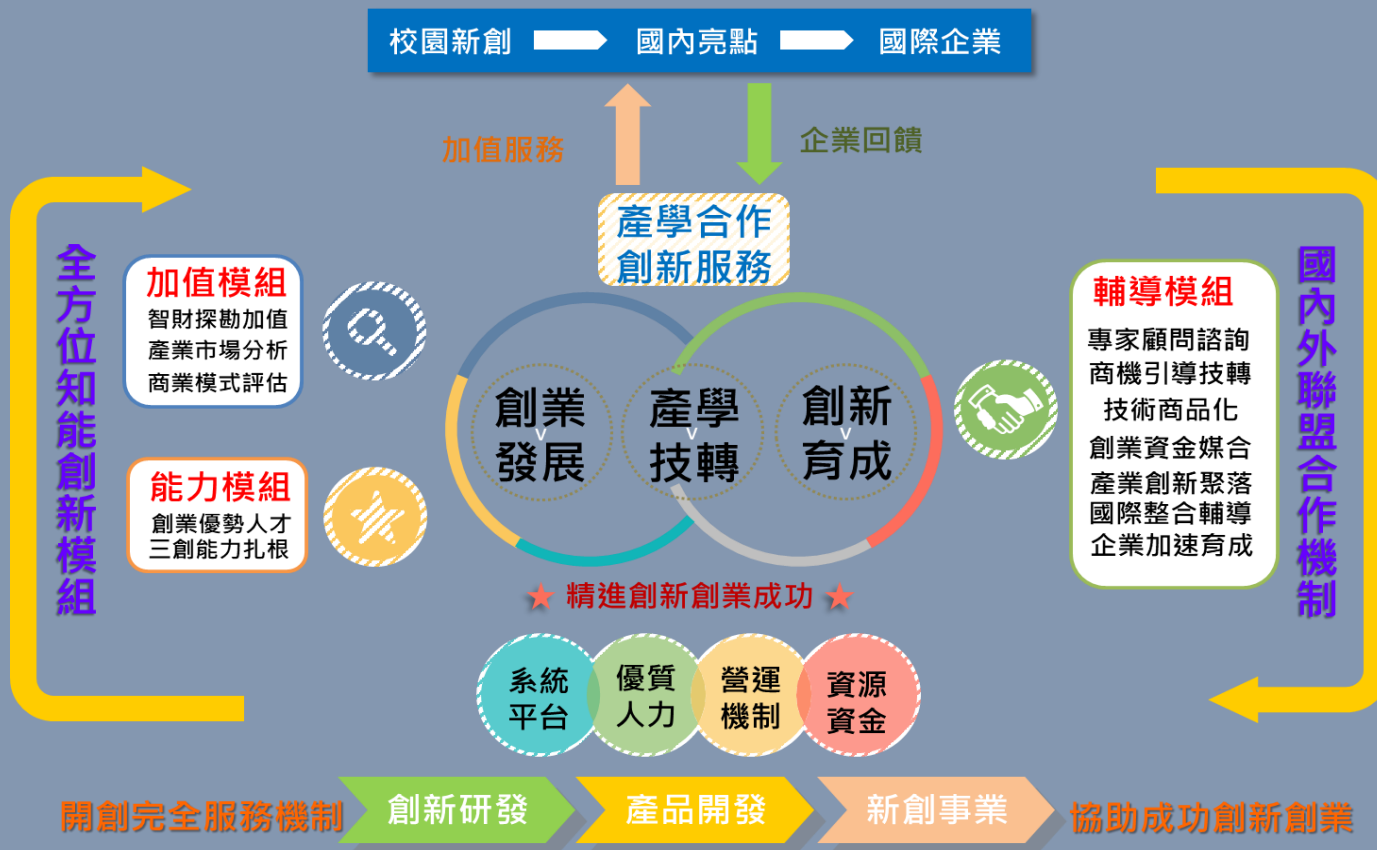 校園新創 國內亮點 國際企業
加值服務
企業回饋
產學合作
創新服務
全方位知能創新模組
加值模組
智財探勘加值
產業市場分析
商業模式評估
能力模組
創業優勢人才
三創能力扎根
創業
發展
產學
技轉
創新
育成
輔導模組
專家顧問諮詢
商機引導技轉
技術商品化
創業資金媒合
產業創新聚落
國際整合輔導
企業加速育成
國內外聯盟合作機制
精進創新創業成功
系統
平台
優質
人力
營運
機制
資源
資金
開創完全服務機制
創新研發
產品開發
新創事業
協助成功創新創業